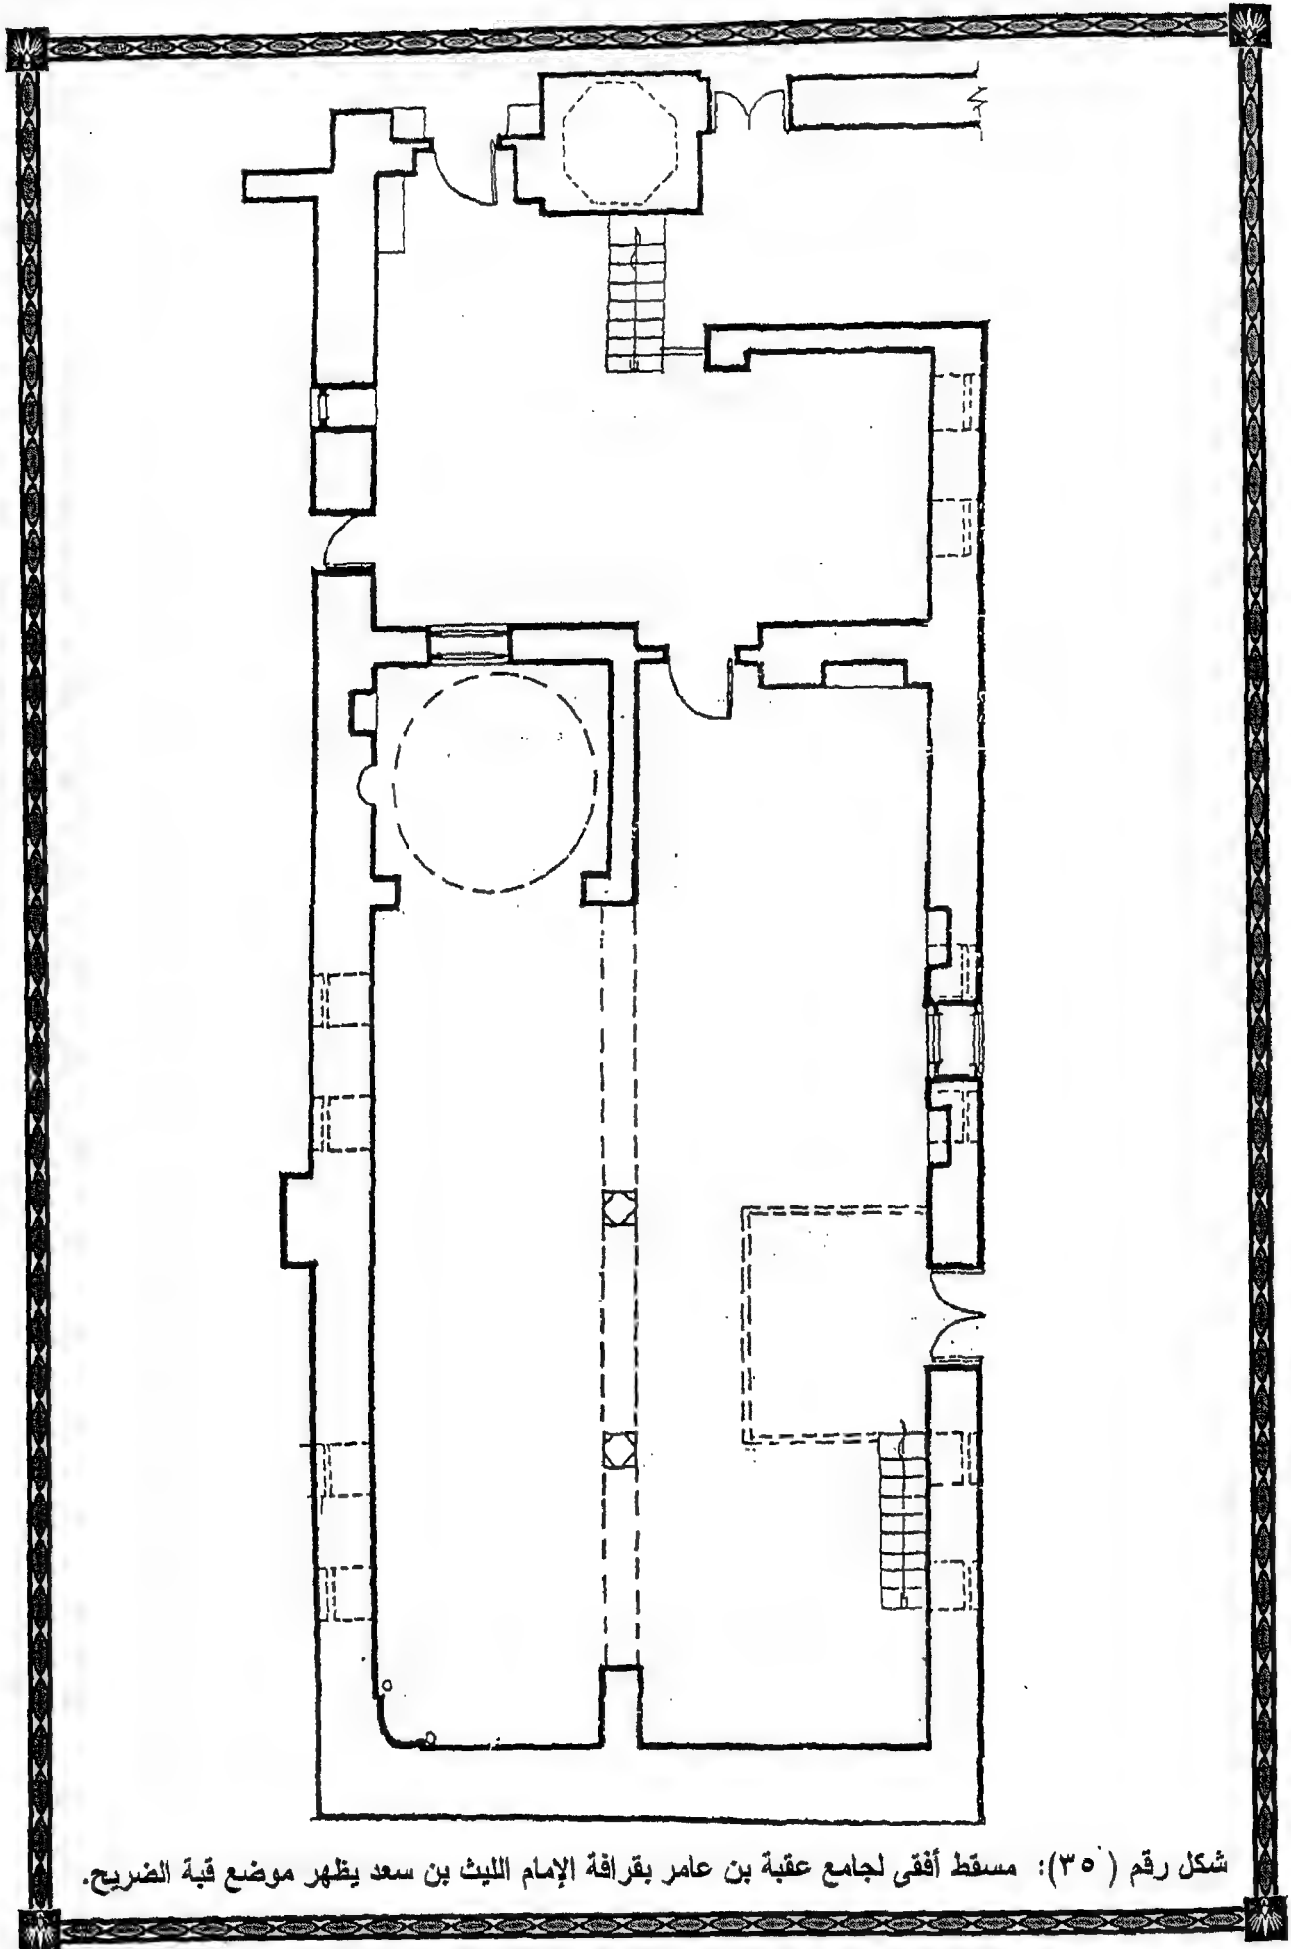 شكل رقم (٣٥): مسقط أفقى لجامع عقبة بن عامر بقرافة الإمام الليث بن سعد يظهر موضع قبة الضريح.